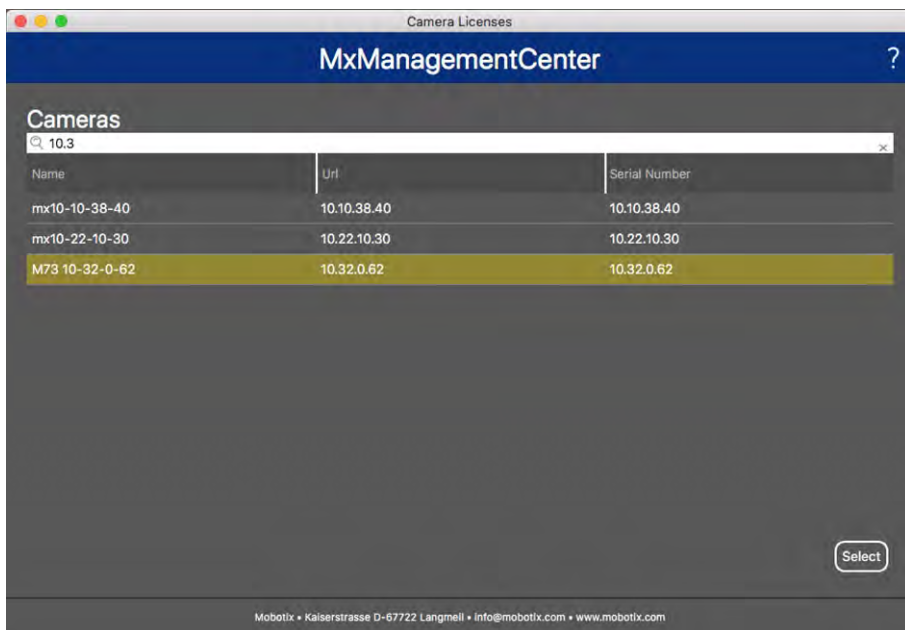 Camera Licenses
MxManagementCenter ?
Cameras
10.3 ×
Name Url Serial Number
mx10-10-38-40 10.10.38.40 10.10.38.40
mx10-22-10-30 10.22.10.30 10.22.10.30
M73 10-32-0-62 10.32.0.62 10.32.0.62
Select
Mobotix • Kaiserstrasse D-67722 Langmeil • info@mobotix.com • www.mobotix.com